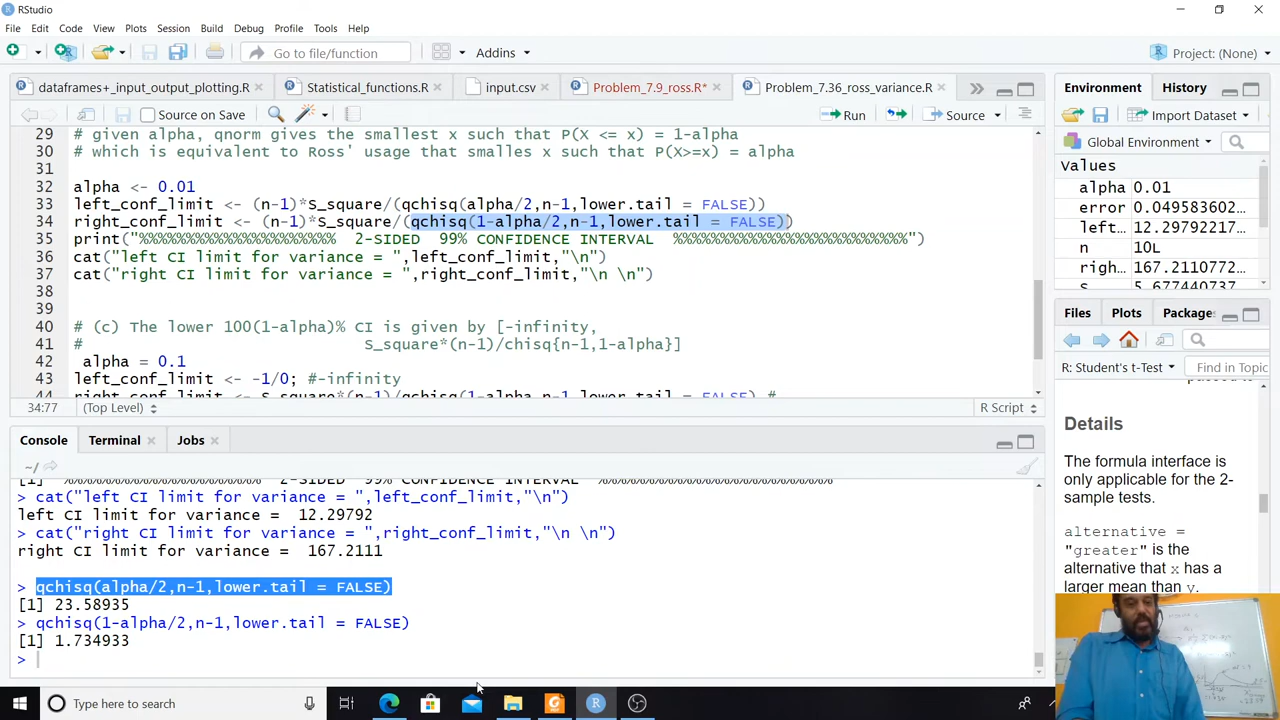 RStudio
File Edit Code View Plots Session Build Debug Profile Tools Help
Go to file/function
Addins
Project: (None)
dataframes+_input_output_plotting.R
Statistical_functions.R
input.csv
Problem_7.9_ross.R*
Problem_7.36_ross_variance.R
Source on Save
Run
Source
29 # given alpha, qnorm gives the smallest x such that P(X <= x) = 1-alpha
30 # which is equivalent to Ross' usage that smalles x such that P(X>=x) = alpha
31
32 alpha <- 0.01
33 left_conf_limit <- (n-1)*S_square/(qchisq(alpha/2,n-1,lower.tail = FALSE))
34 right_conf_limit <- (n-1)*S_square/(qchisq(1-alpha/2,n-1,lower.tail = FALSE))
35 print("%%%%%%%%%%%%%%%%%%%%% 2-SIDED 99% CONFIDENCE INTERVAL %%%%%%%%%%%%%%%%%%%%%%%%%")
36 cat("left CI limit for variance = ",left_conf_limit,"\n")
37 cat("right CI limit for variance = ",right_conf_limit,"\n \n")
38
39
40 # (c) The lower 100(1-alpha)% CI is given by [-infinity,
41 # S_square*(n-1)/chisq{n-1,1-alpha}]
42 alpha = 0.1
43 left_conf_limit <- -1/0; #-infinity
44 right_conf_limit <- S_square*(n-1)/qchisq(1-alpha,n-1,lower.tail = FALSE) #
34:77
(Top Level)
R Script
Console
Terminal
Jobs
~/
[1] "%%%%%%%%%%%%%%%%%%%%% 2-SIDED 99% CONFIDENCE INTERVAL %%%%%%%%%%%%%%%%%%%%%%%%%"
> cat("left CI limit for variance = ",left_conf_limit,"\n")
left CI limit for variance = 12.29792
> cat("right CI limit for variance = ",right_conf_limit,"\n \n")
right CI limit for variance = 167.2111
> qchisq(alpha/2,n-1,lower.tail = FALSE)
[1] 23.58935
> qchisq(1-alpha/2,n-1,lower.tail = FALSE)
[1] 1.734933
>
Environment
History
Import Dataset
Global Environment
Values
alpha 0.01
error 0.049583602…
left… 12.29792217…
n 10L
righ… 167.2110772…
s 5.677440737…
Files
Plots
Packages
R: Student's t-Test
Find in Topic
Details
The formula interface is
only applicable for the 2-
sample tests.
alternative =
"greater" is the
alternative that x has a
larger mean than y.
Type here to search